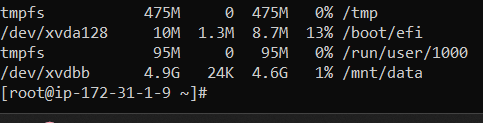 tmpfs 475M 0 475M 0% /tmp
/dev/xvda128 10M 1.3M 8.7M 13% /boot/efi
tmpfs 95M 0 95M 0% /run/user/1000
/dev/xvdbb 4.9G 24K 4.6G 1% /mnt/data
[root@ip-172-31-1-9 ~]#